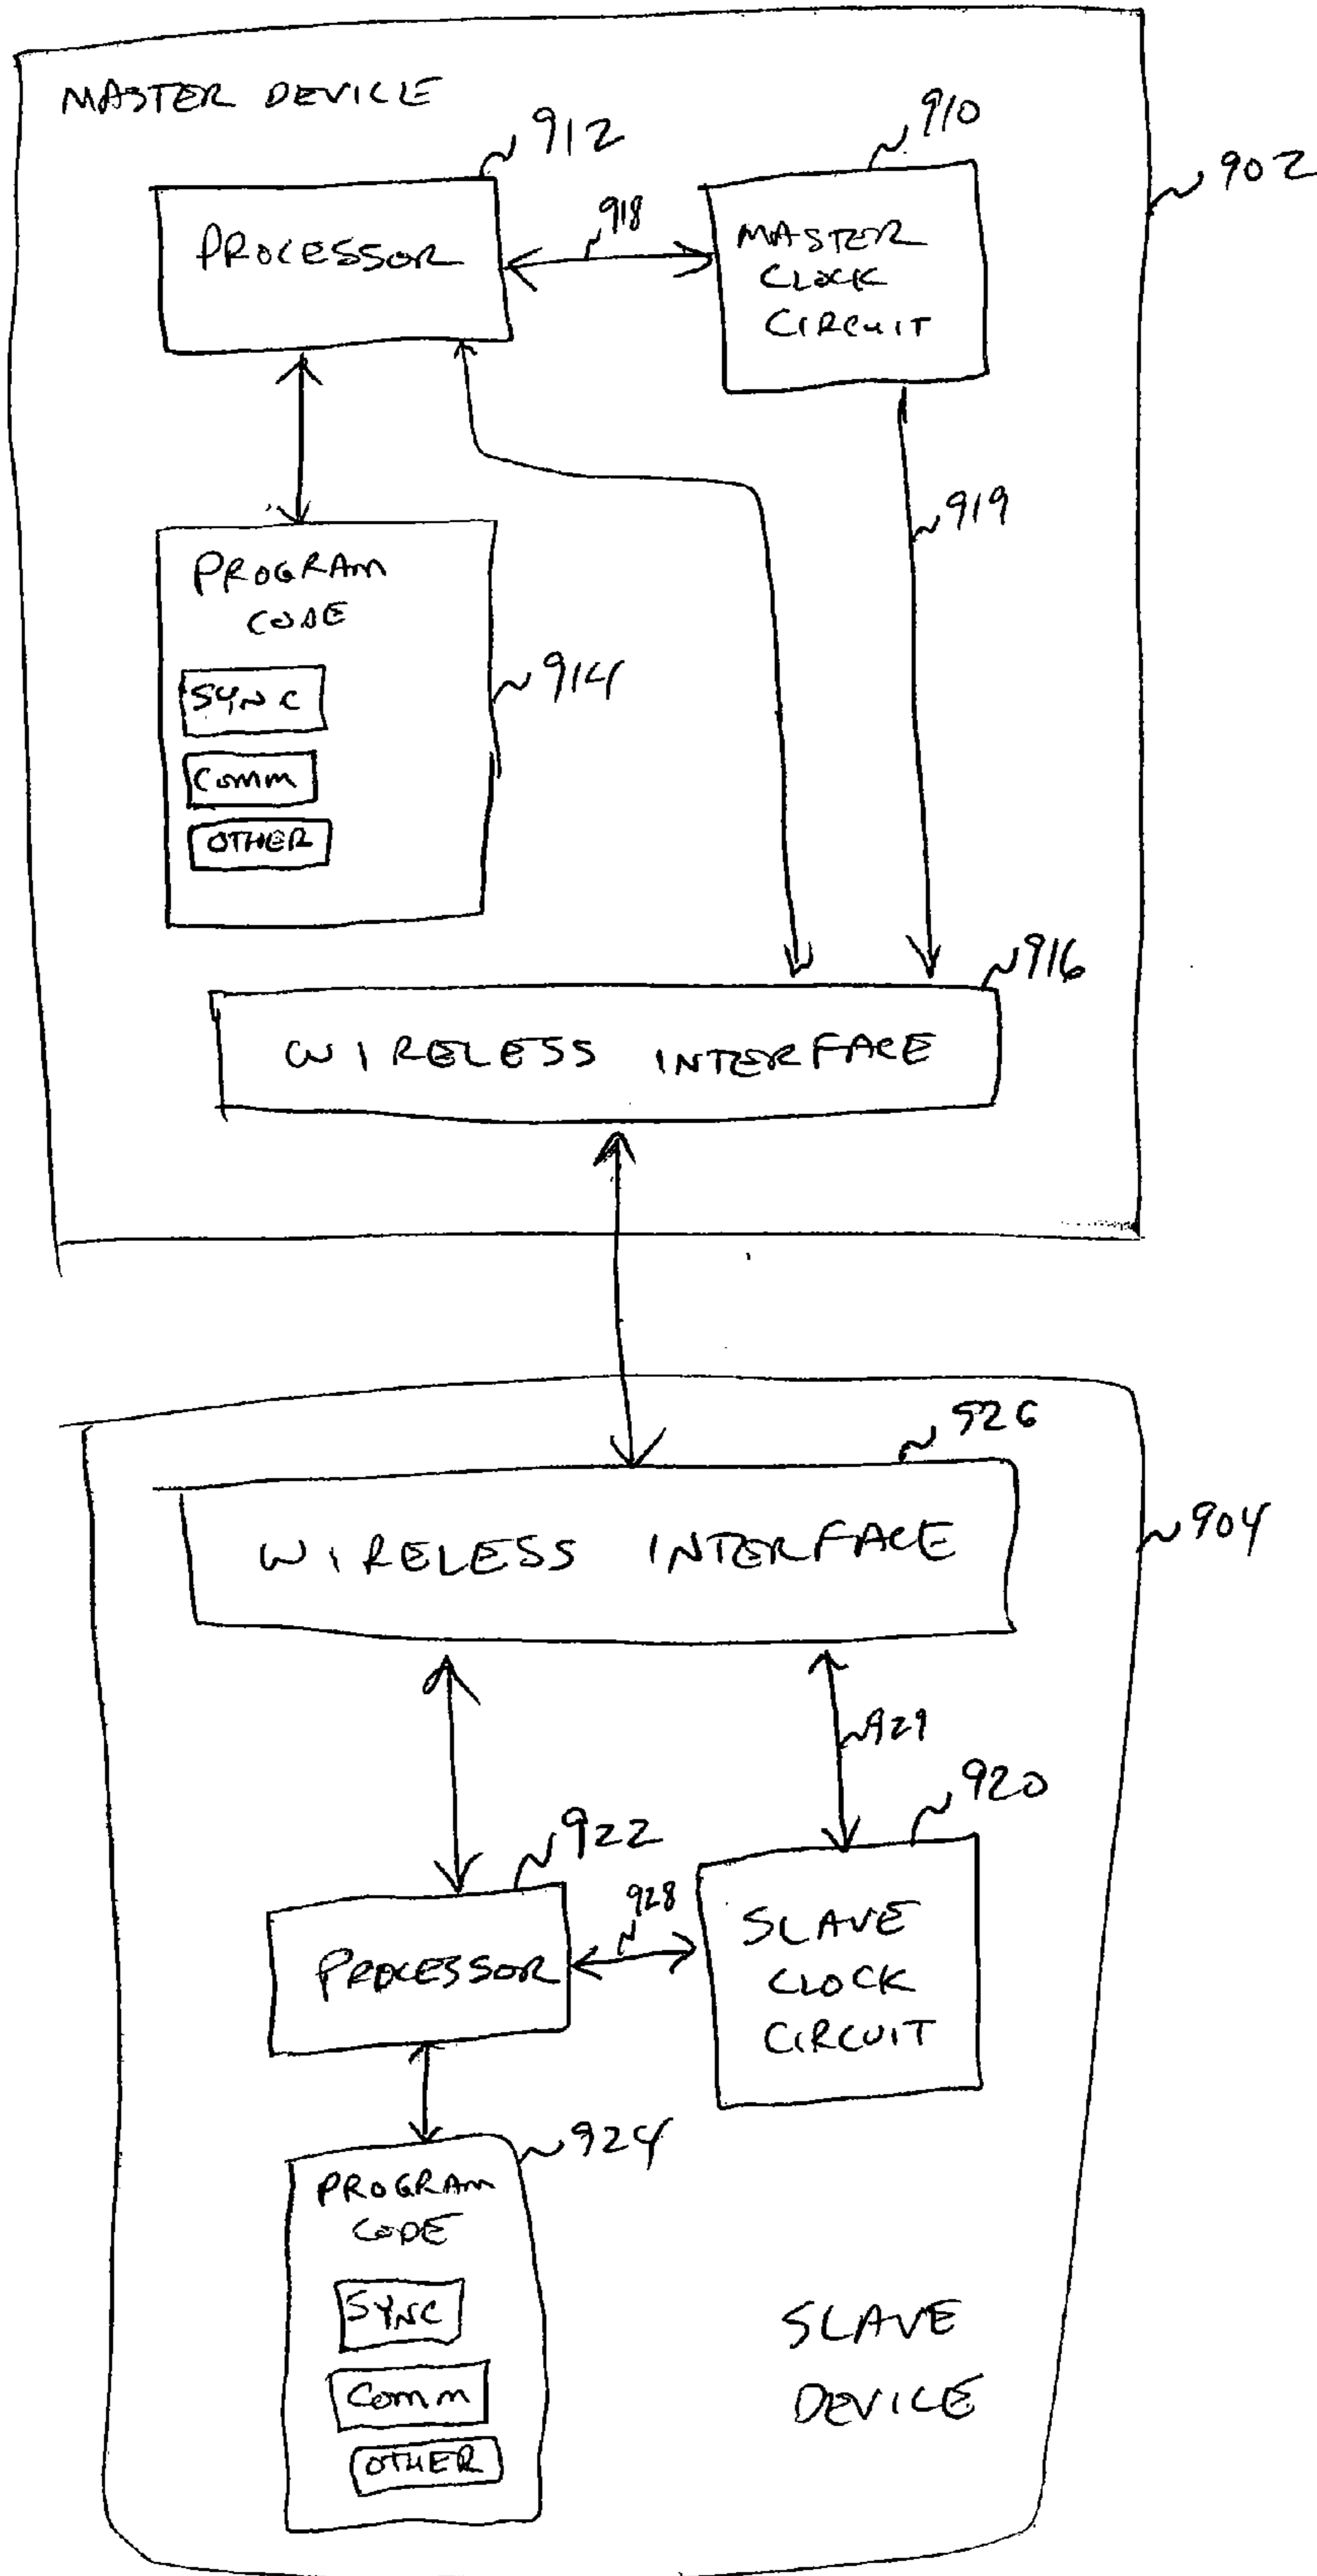 MASTER DEVICE
912
910
902
PROCESSOR
918
MASTER
CLOCK
CIRCUIT
919
PROGRAM
CODE
914
SYNC
Comm
OTHER
916
WIRELESS INTERFACE
926
WIRELESS INTERFACE
904
929
920
922
928
PROCESSOR
SLAVE
CLOCK
CIRCUIT
924
PROGRAM
CODE
SYNC
Comm
OTHER
SLAVE
DEVICE